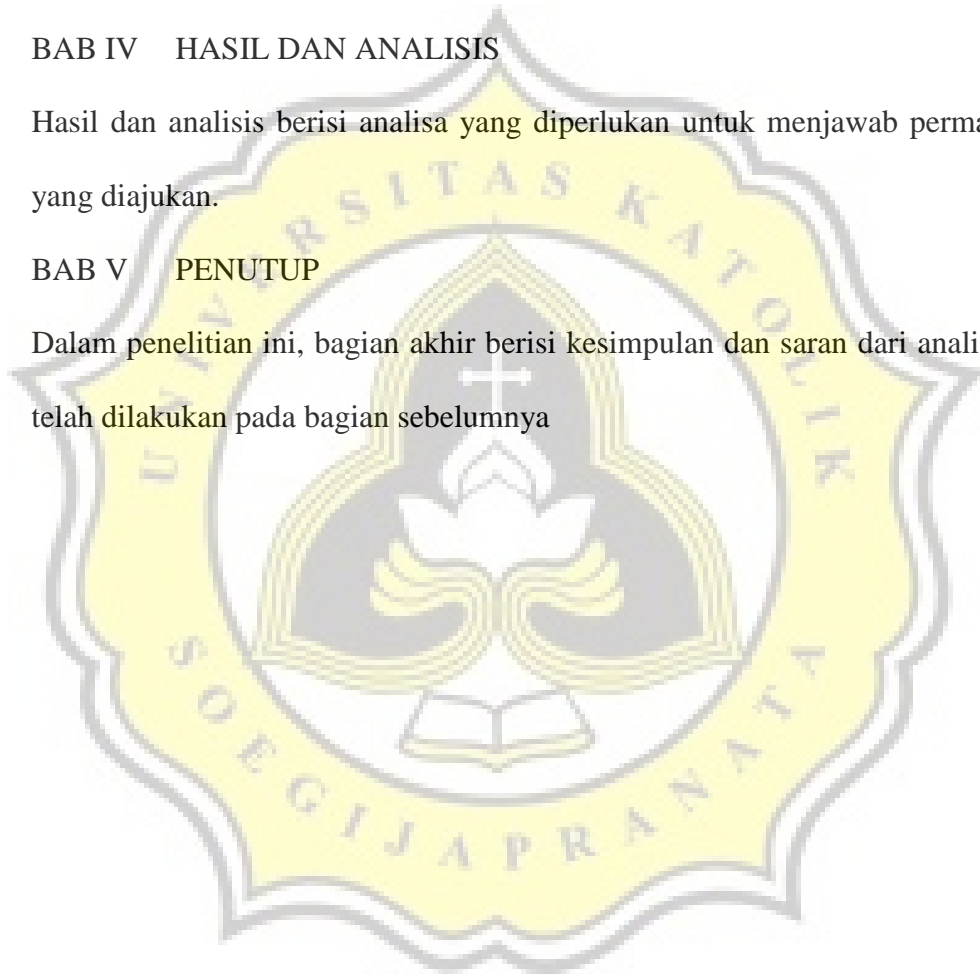 BAB IV HASIL DAN ANALISIS
Hasil dan analisis berisi analisa yang diperlukan untuk menjawab perma
yang diajukan.
BAB V PENUTUP
Dalam penelitian ini, bagian akhir berisi kesimpulan dan saran dari anali
telah dilakukan pada bagian sebelumnya
UNIVERSITAS KATOLIK
SOEGIJAPRANATA